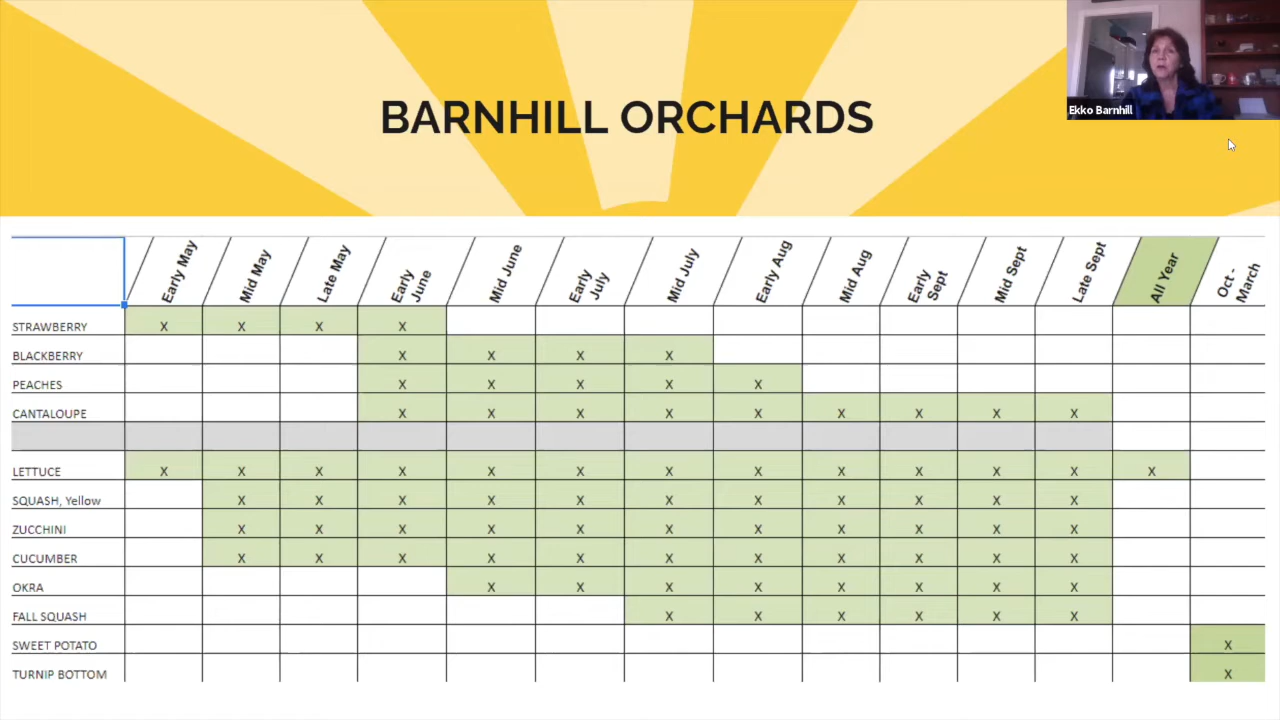 BARNHILL ORCHARDS
Ekko Barnhill
Early May Mid May Late May Early June Mid June Early July Mid July Early Aug Mid Aug Early Sept Mid Sept Late Sept All Year Oct - March
STRAWBERRY X X X X
BLACKBERRY X X X X
PEACHES X X X X X
CANTALOUPE X X X X X X X X X
LETTUCE X X X X X X X X X X X X X
SQUASH, Yellow X X X X X X X X X X X
ZUCCHINI X X X X X X X X X X X
CUCUMBER X X X X X X X X X X X
OKRA X X X X X X X X
FALL SQUASH X X X X X X
SWEET POTATO X
TURNIP BOTTOM X